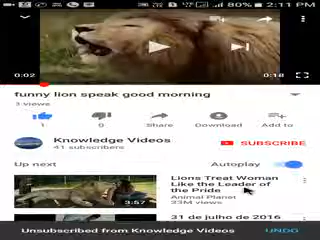 80% 2:11 PM
0:02
0:18
funny lion speak good morning
3 views
1
0
Share
Download
Add to
Knowledge Videos
41 subscribers
SUBSCRIBE
Up next
Autoplay
3:57
Lions Treat Woman
Like the Leader of
the Pride
Animal Planet
33M views
31 de julho de 2016
Unsubscribed from Knowledge Videos
UNDO